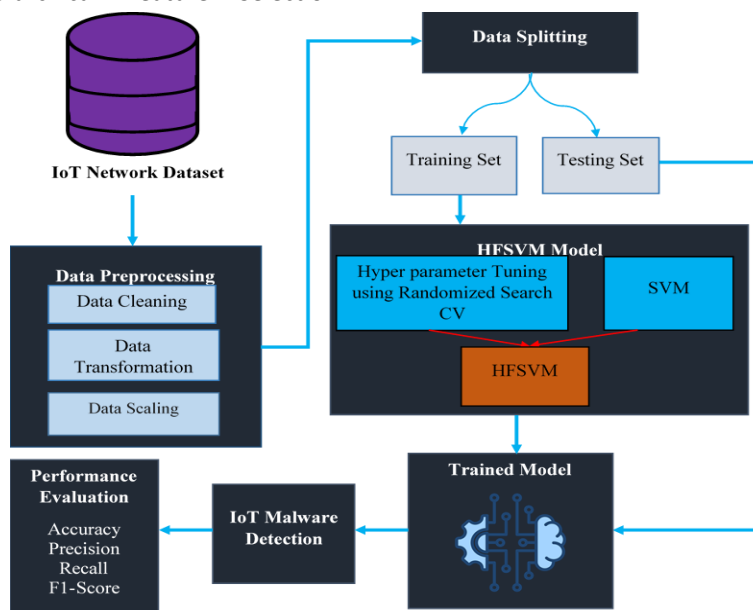 Data Splitting
IoT Network Dataset
Training Set
Testing Set
Data Preprocessing
Data Cleaning
Data
Transformation
Data Scaling
HFSVM Model
Hyper parameter Tuning
using Randomized Search
CV
SVM
HFSVM
Trained Model
IoT Malware
Detection
Performance
Evaluation
Accuracy
Precision
Recall
F1-Score